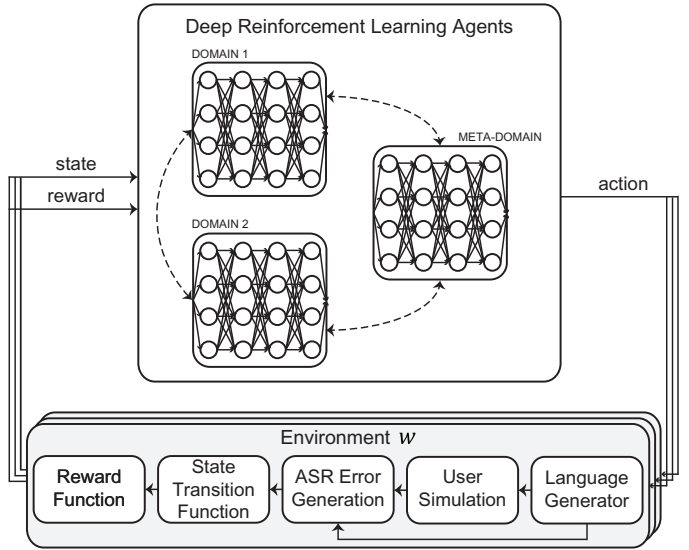 Deep Reinforcement Learning Agents
DOMAIN 1
META-DOMAIN
state
action
reward
DOMAIN 2
Environment w
Reward
Function
State
Transition
Function
ASR Error
Generation
User
Simulation
Language
Generator